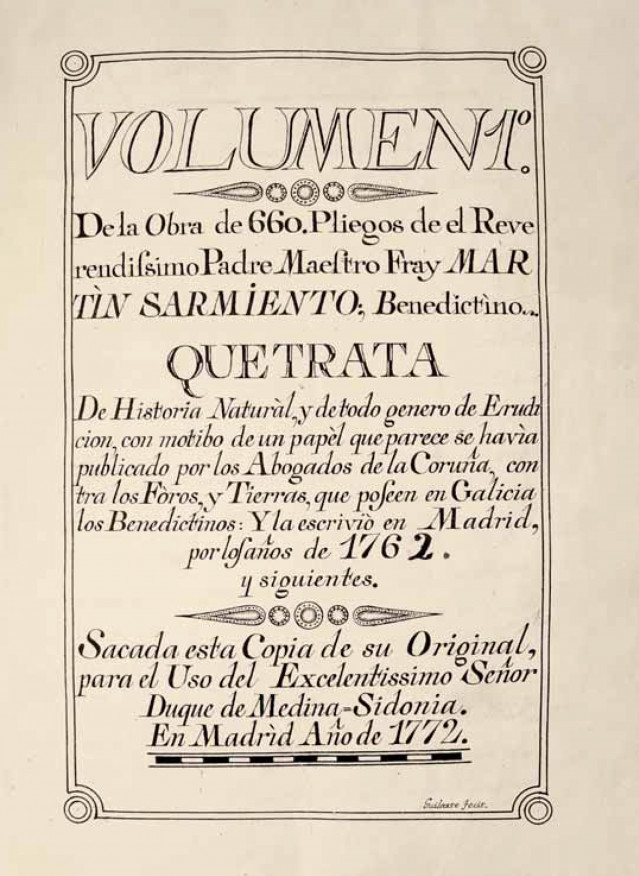 VOLUMEN 1º.
De la Obra de 660. Pliegos de el Reve
rendiſsimo Padre Maeſtro Fray MAR
TÌN SARMIENTO; Benedictìno...
QUE TRATA
De Historia Naturàl, y de todo genero de Erudi
cion, con motibo de un papèl que parece se havìa
publicado por los Abogados de la Coruña, con
tra los Fòros, y Tierras, que poſeen en Galicia
los Benedictìnos: Y la escriviò en Madrid,
por loſ años de 1762.
y siguientes.
Sacada esta Copia de su Original,
para el Uso del Excelentissimo Señor
Duque de Medina=Sidonia.
En Madrìd Año de 1772.
fecit.